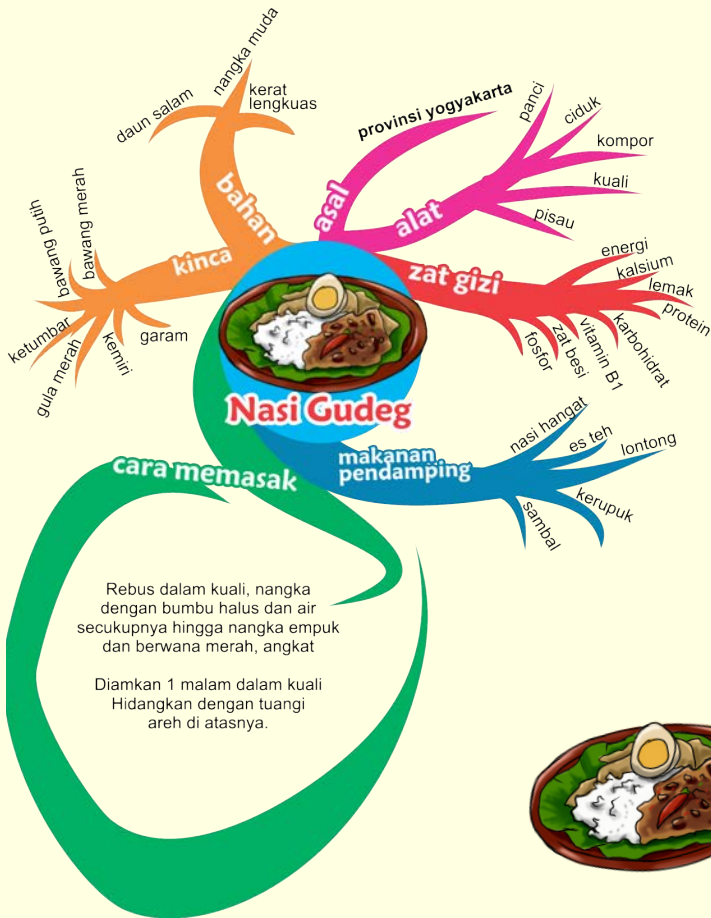 nangka muda
daun salam
kerat
lengkuas
bahan
provinsi yogyakarta
asal
panci
ciduk
kompor
kuali
pisau
alat
bawang putih
bawang merah
kinca
ketumbar
gula merah
kemiri
garam
zat gizi
energi
kalsium
lemak
protein
karbohidrat
vitamin B1
zat besi
fosfor
Nasi Gudeg
makanan
pendamping
nasi hangat
es teh
lontong
kerupuk
sambal
cara memasak
Rebus dalam kuali, nangka
dengan bumbu halus dan air
secukupnya hingga nangka empuk
dan berwana merah, angkat
Diamkan 1 malam dalam kuali
Hidangkan dengan tuangi
areh di atasnya.